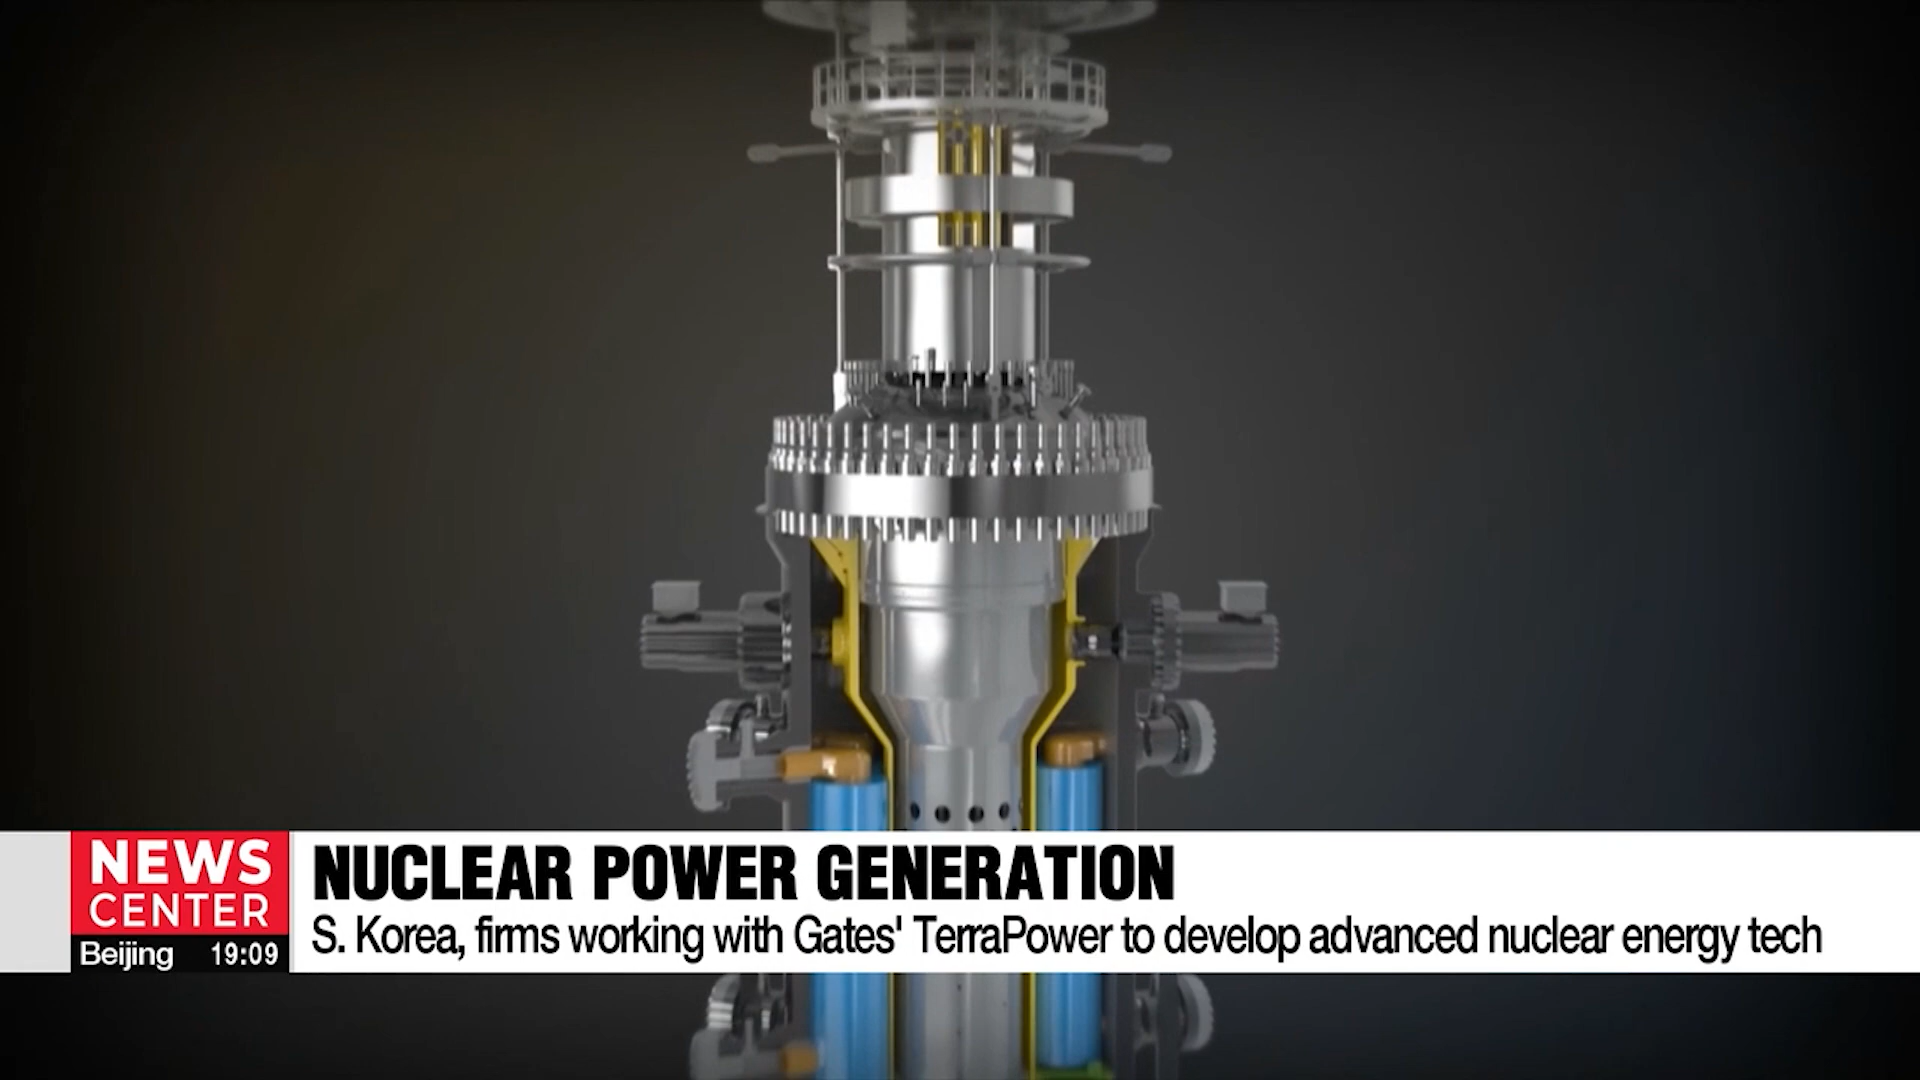 NEWS
CENTER
Beijing 19:09
NUCLEAR POWER GENERATION
S. Korea, firms working with Gates' TerraPower to develop advanced nuclear energy tech